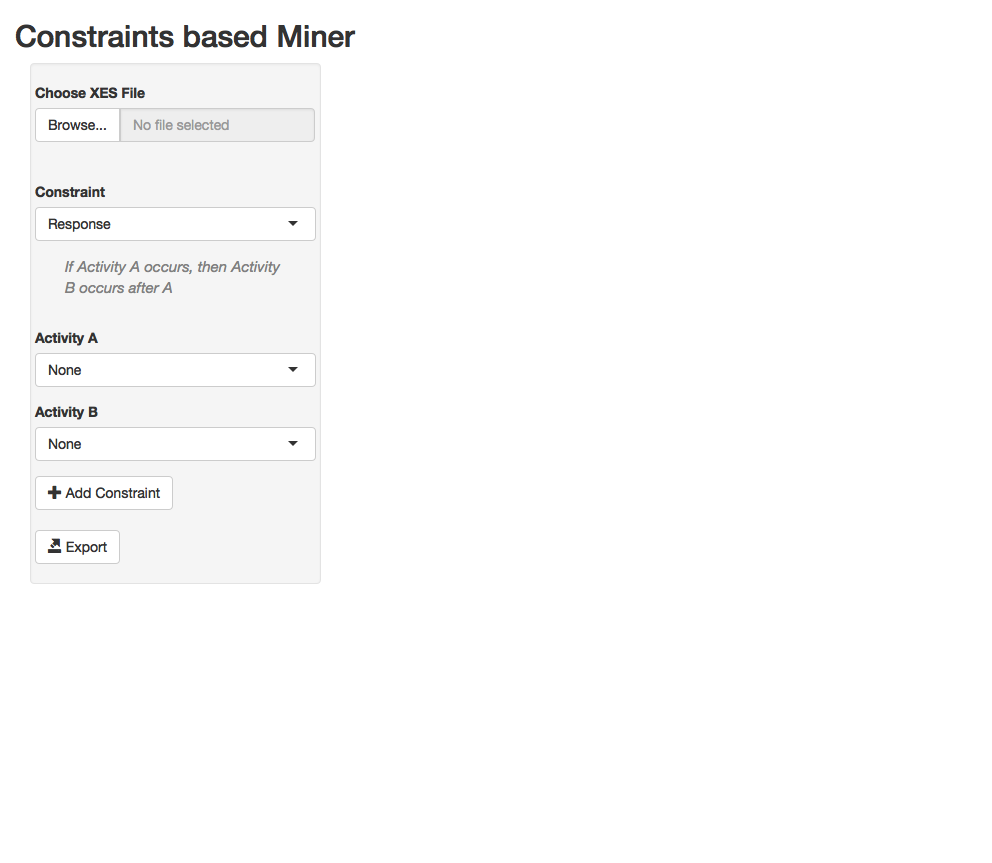 Constraints based Miner
Choose XES File
Browse... No file selected
Constraint
Response
If Activity A occurs, then Activity
B occurs after A
Activity A
None
Activity B
None
Add Constraint
Export